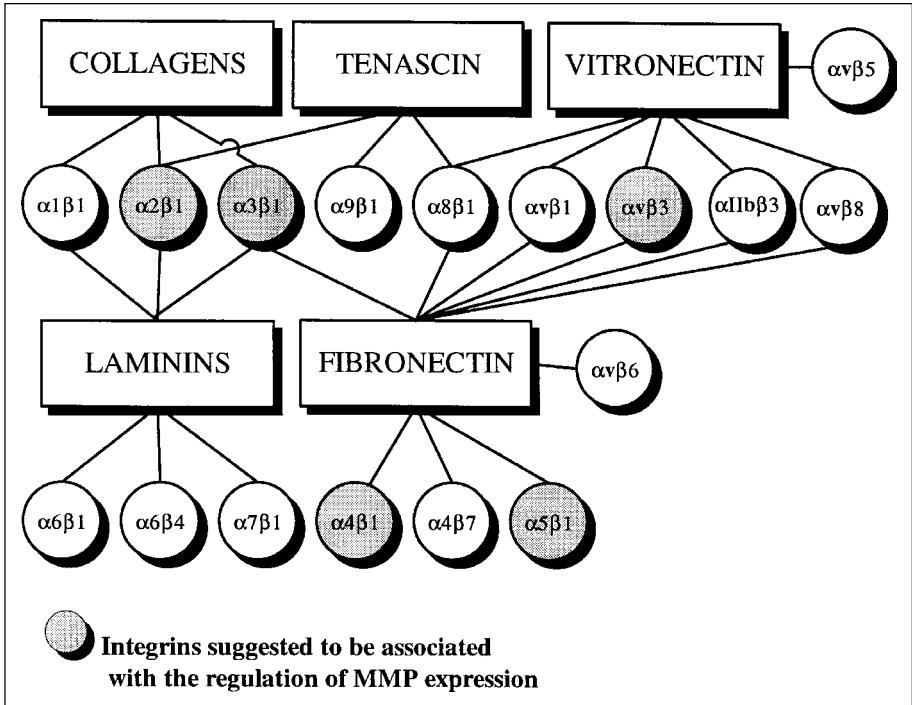 COLLAGENS
TENASCIN
VITRONECTIN
αvβ5
α1β1
α2β1
α3β1
α9β1
α8β1
αvβ1
αvβ3
αIIbβ3
αvβ8
LAMININS
FIBRONECTIN
αvβ6
α6β1
α6β4
α7β1
α4β1
α4β7
α5β1
Integrins suggested to be associated
with the regulation of MMP expression